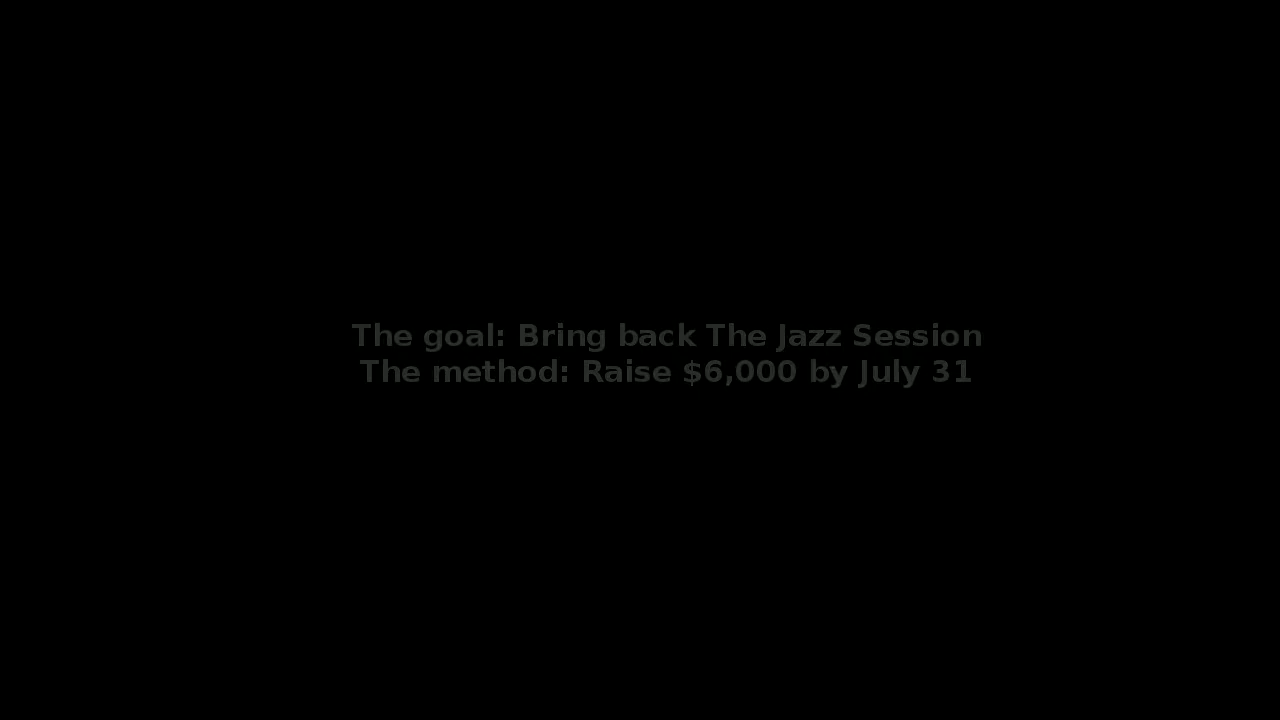 The goal: Bring back The Jazz Session
The method: Raise $6,000 by July 31